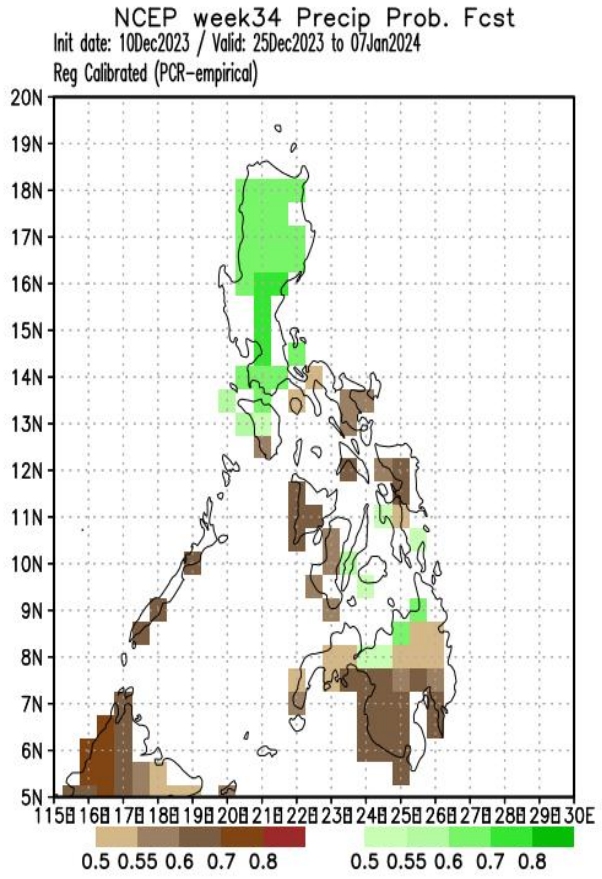 NCEP week34 Precip Prob. Fcst
Init date: 10Dec2023 / Valid: 25Dec2023 to 07Jan2024
Reg Calibrated (PCR-empirical)
20N
19N
18N
17N
16N
15N
14N
13N
12N
11N
10N
9N
8N
7N
6N
5N
115E 116E 117E 118E 119E 120E 121E 122E 123E 124E 125E 126E 127E 128E 129E 130E
0.5 0.55 0.6 0.7 0.8 0.5 0.55 0.6 0.7 0.8